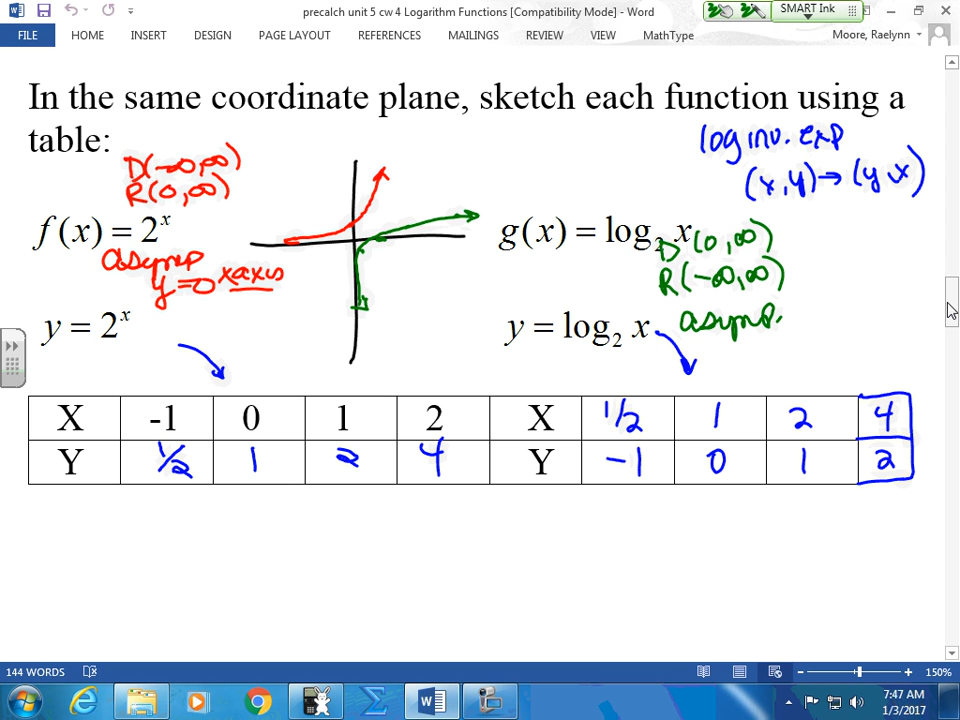 precalch unit 5 cw 4 Logarithm Functions [Compatibility Mode] - Word
SMART Ink
FILE HOME INSERT DESIGN PAGE LAYOUT REFERENCES MAILINGS REVIEW VIEW MathType Moore, Raelynn
In the same coordinate plane, sketch each function using a
table:
log inv. exp
(x,y)→(y,x)
D(-∞,∞)
R(0,∞)
f(x) = 2^x
asymp
y=0 xaxis
y = 2^x
g(x) = log₂ x
D(0,∞)
R(-∞,∞)
asymp.
y = log₂ x
X -1 0 1 2 X 1/2 1 2 4
Y 1/2 1 2 4 Y -1 0 1 2
144 WORDS 150%
7:47 AM
1/3/2017